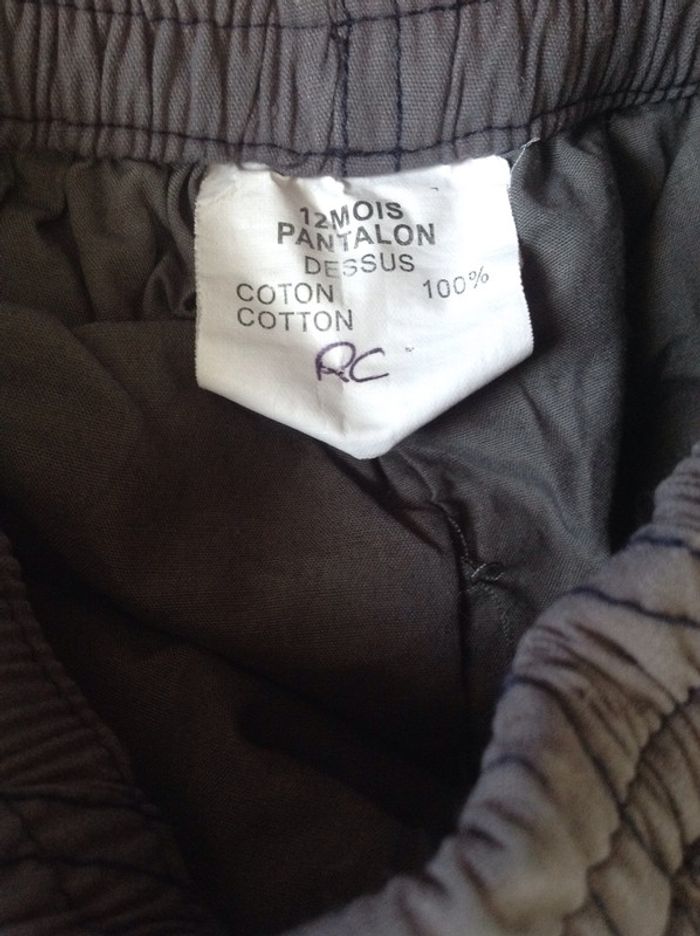 12MOIS
PANTALON
DESSUS
COTON 100%
COTTON
RC